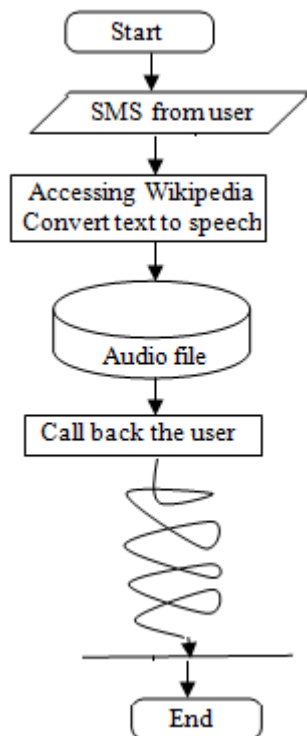 Start
SMS from user
Accessing Wikipedia
Convert text to speech
Audio file
Call back the user
End